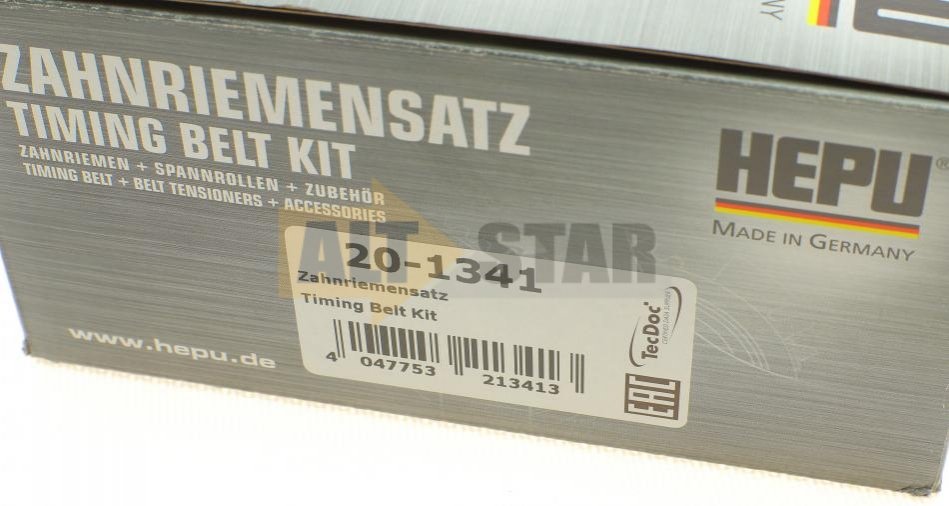 ZAHNRIEMENSATZ
TIMING BELT KIT
ZAHNRIEMEN + SPANNROLLEN + ZUBEHÖR
TIMING BELT + BELT TENSIONERS + ACCESSORIES
HEPU®
MADE IN GERMANY
ALT STAR
20-1341
Zahnriemensatz
Timing Belt Kit
4 047753 213413
TecDoc
EAC
www.hepu.de